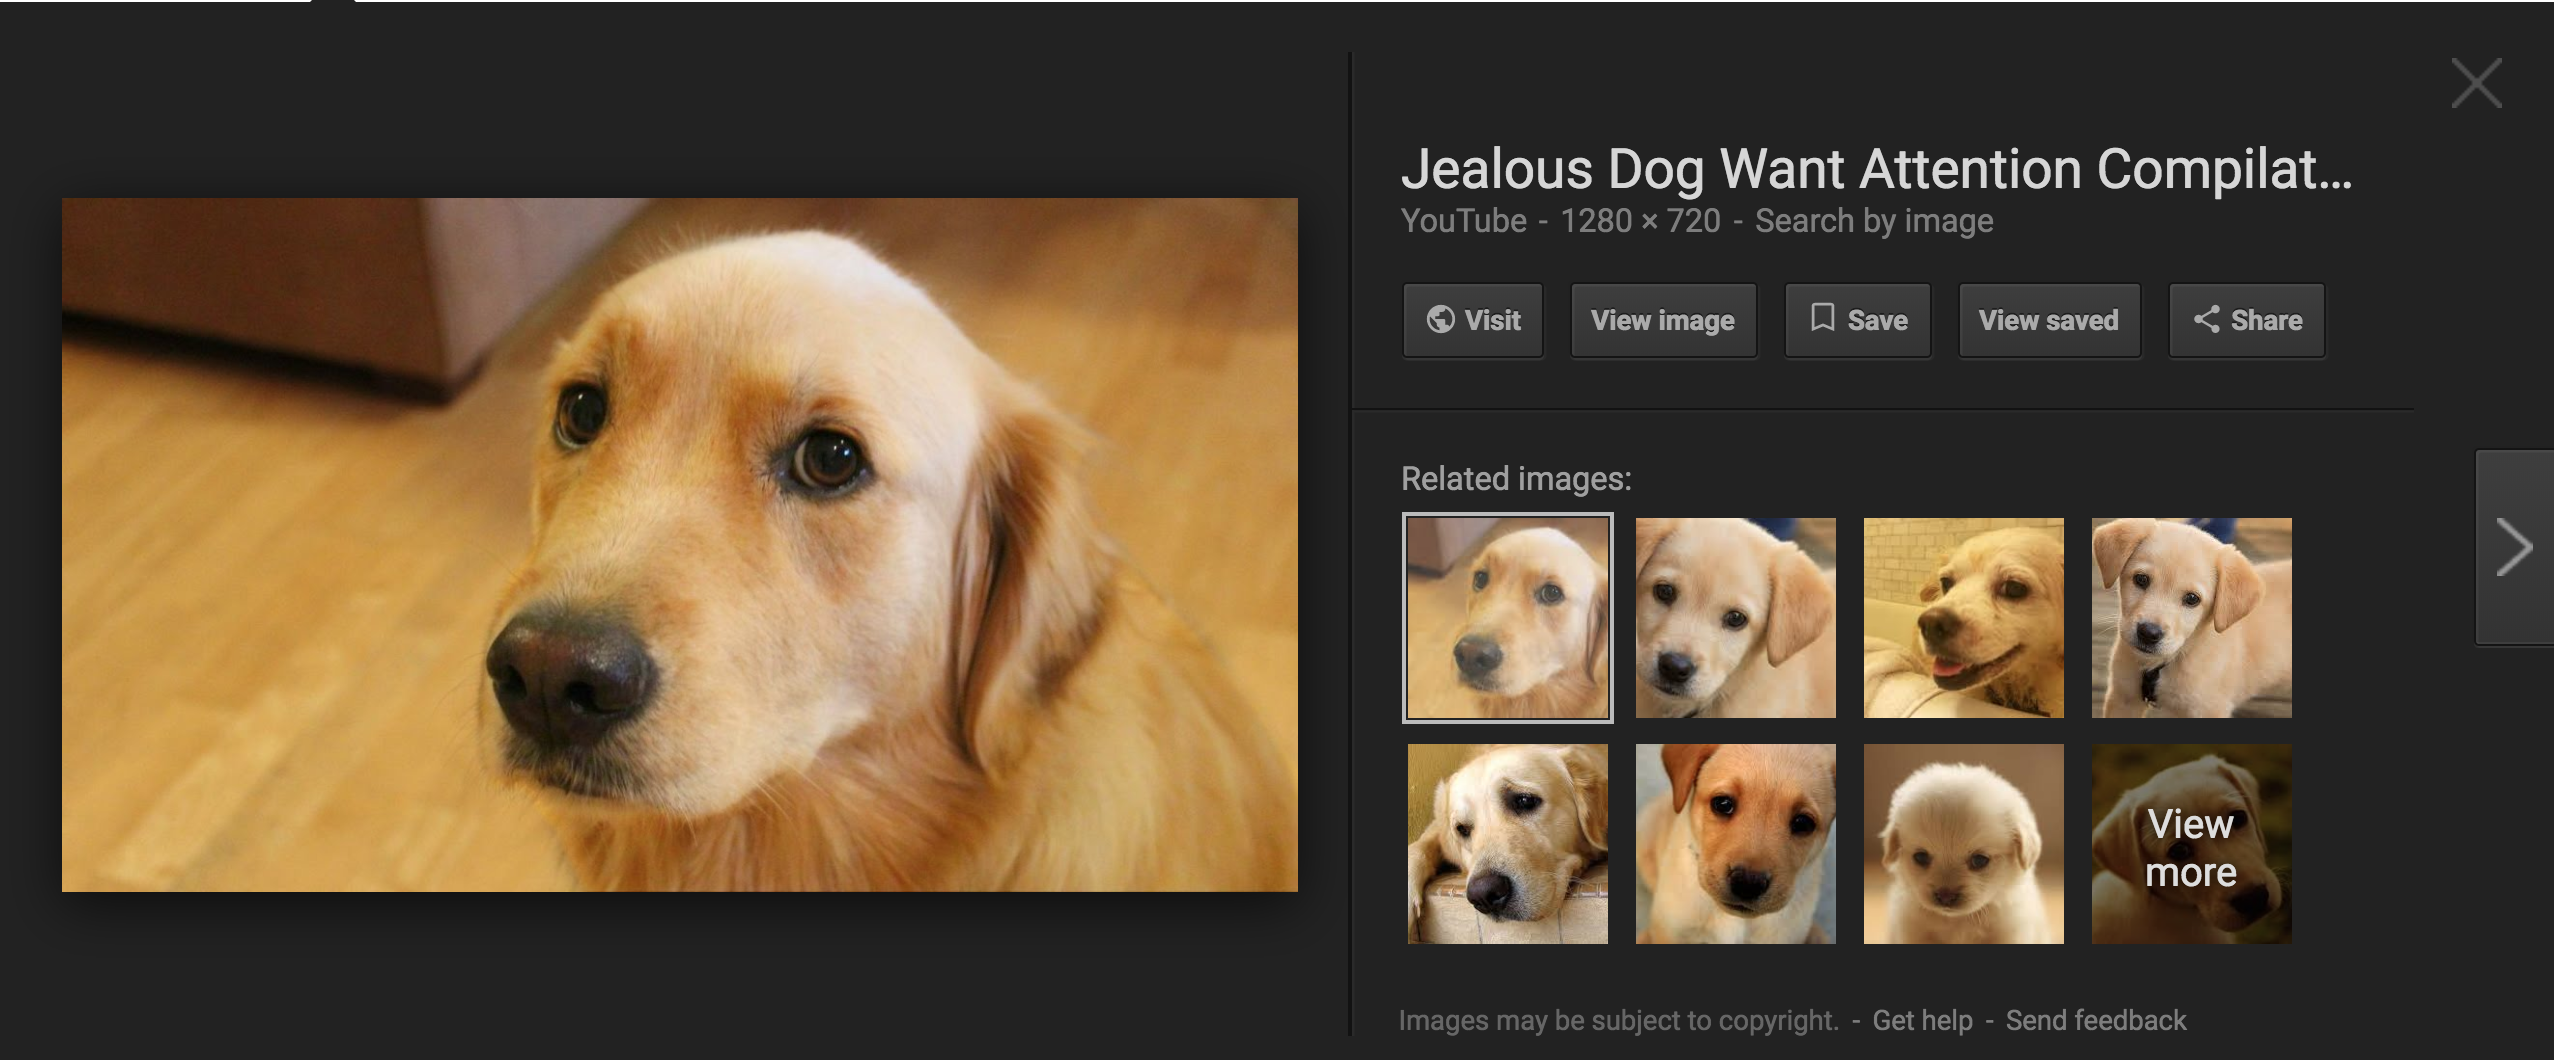 Jealous Dog Want Attention Compilat...
YouTube - 1280 × 720 - Search by image
Visit View image Save View saved Share
Related images:
View
more
Images may be subject to copyright. - Get help - Send feedback